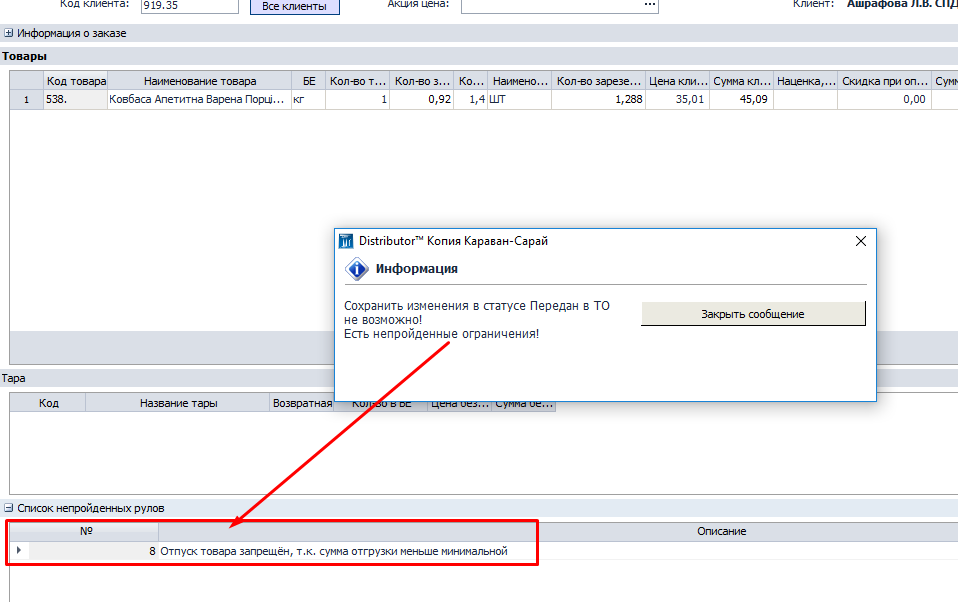 Код клиента: 919.35 Все клиенты Акция цена: ... Клиент: Ашрафова Л.В. СПД
Информация о заказе
Товары
Код товара Наименование товара БЕ Кол-во т... Кол-во з... Ко... Наимено... Кол-во зарезе... Цена кли... Сумма кл... Наценка,... Скидка при оп... Сумм
1 538. Ковбаса Апетитна Варена Порці... кг 1 0,92 1,4 ШТ 1,288 35,01 45,09 0,00
Distributor™ Копия Караван-Сарай
Информация
Сохранить изменения в статусе Передан в ТО
не возможно!
Есть непройденные ограничения!
Закрыть сообщение
Тара
Код Название тары Возвратная Кол-во в БЕ Цена без... Сумма бе...
Список непройденных рулов
№ Описание
8 Отпуск товара запрещён, т.к. сумма отгрузки меньше минимальной